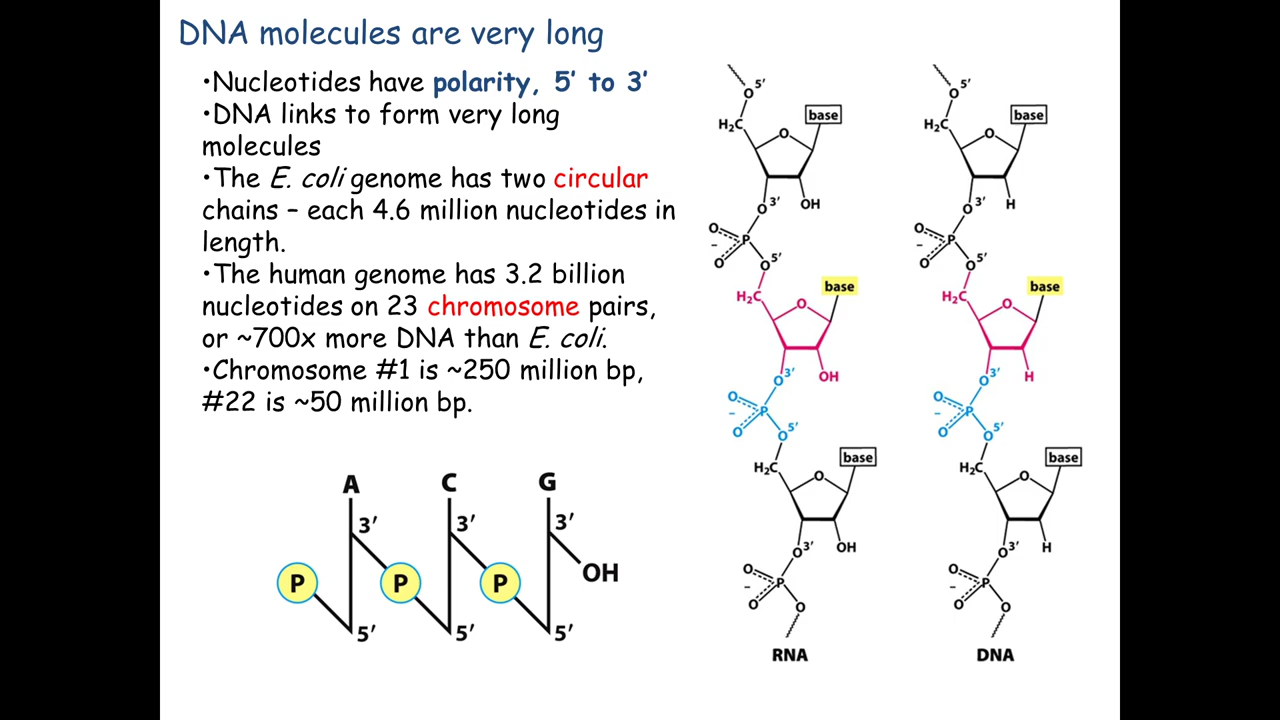 DNA molecules are very long
•Nucleotides have polarity, 5’ to 3’
•DNA links to form very long
molecules
•The E. coli genome has two circular
chains – each 4.6 million nucleotides in
length.
•The human genome has 3.2 billion
nucleotides on 23 chromosome pairs,
or ~700x more DNA than E. coli.
•Chromosome #1 is ~250 million bp,
#22 is ~50 million bp.
A C G
3′ 3′ 3′
P P P OH
5′ 5′ 5′
O 5′
H₂C O base
O 3′ OH
O P
– O O 5′
H₂C O base
O 3′ OH
O P
– O O 5′
H₂C O base
O 3′ OH
O P
– O O
RNA
O 5′
H₂C O base
O 3′ H
O P
– O O 5′
H₂C O base
O 3′ H
O P
– O O 5′
H₂C O base
O 3′ H
O P
– O O
DNA